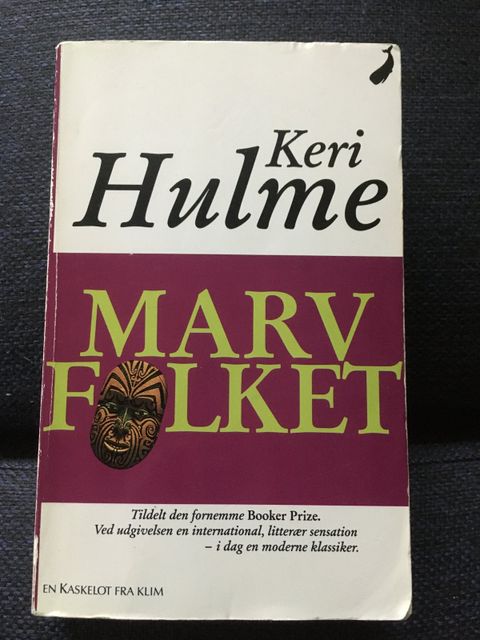 Keri
Hulme
MARV
FOLKET
Tildelt den fornemme Booker Prize.
Ved udgivelsen en international, litterær sensation
– i dag en moderne klassiker.
EN KASKELOT FRA KLIM